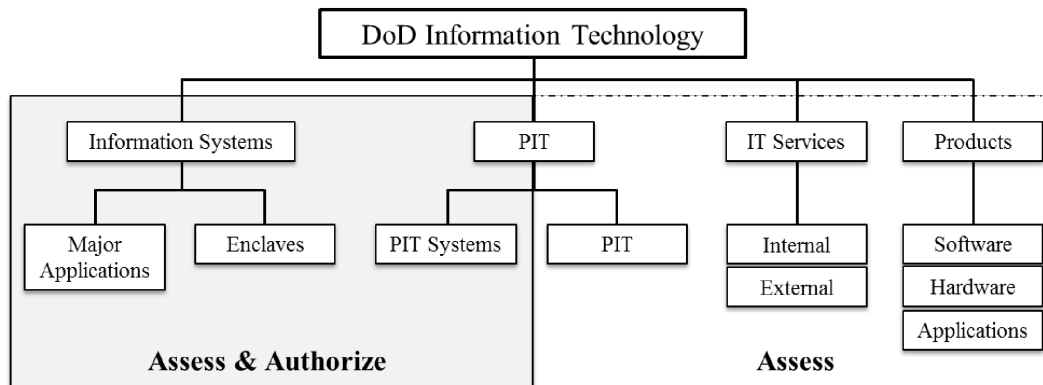 DoD Information Technology
Information Systems
PIT
IT Services
Products
Major
Applications
Enclaves
PIT Systems
PIT
Internal
Software
External
Hardware
Applications
Assess & Authorize
Assess